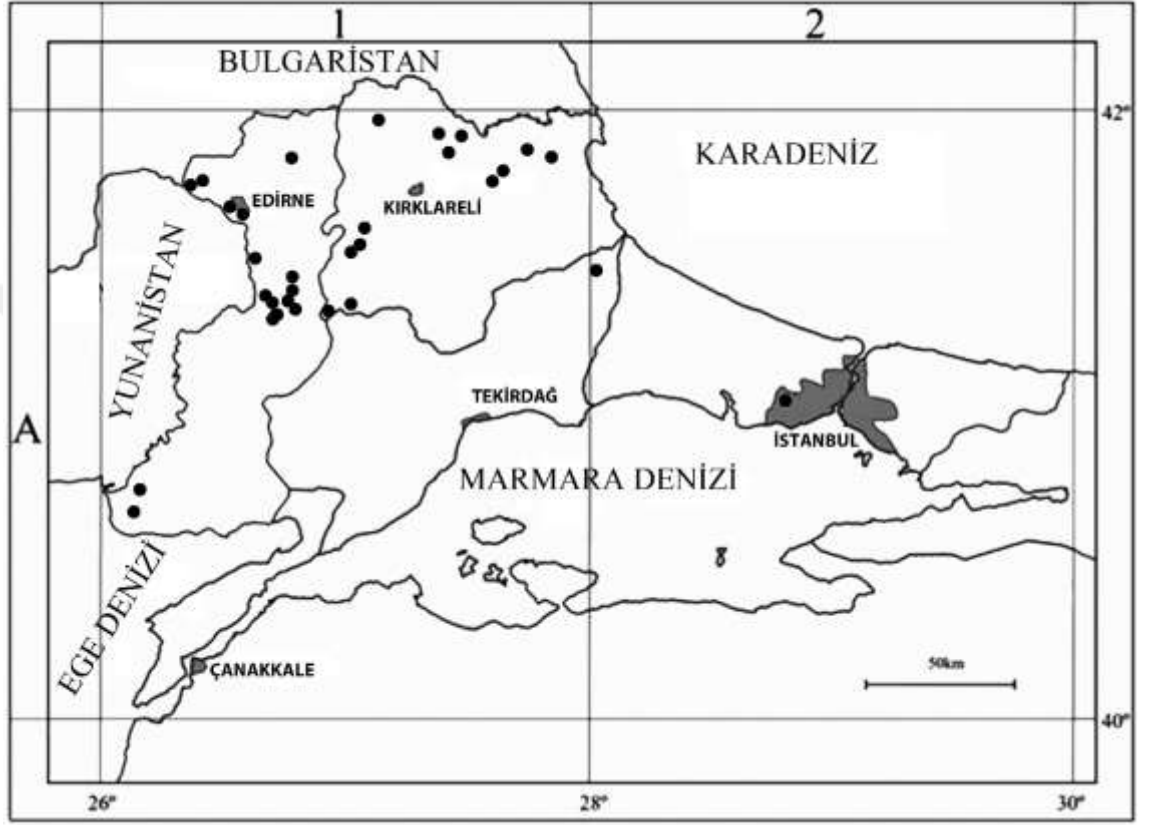 1
2
BULGARİSTAN
42°
KARADENİZ
EDİRNE
KIRKLARELİ
YUNANİSTAN
TEKİRDAĞ
A
İSTANBUL
MARMARA DENİZİ
EGE DENİZİ
ÇANAKKALE
50km
40°
26°
28°
30°